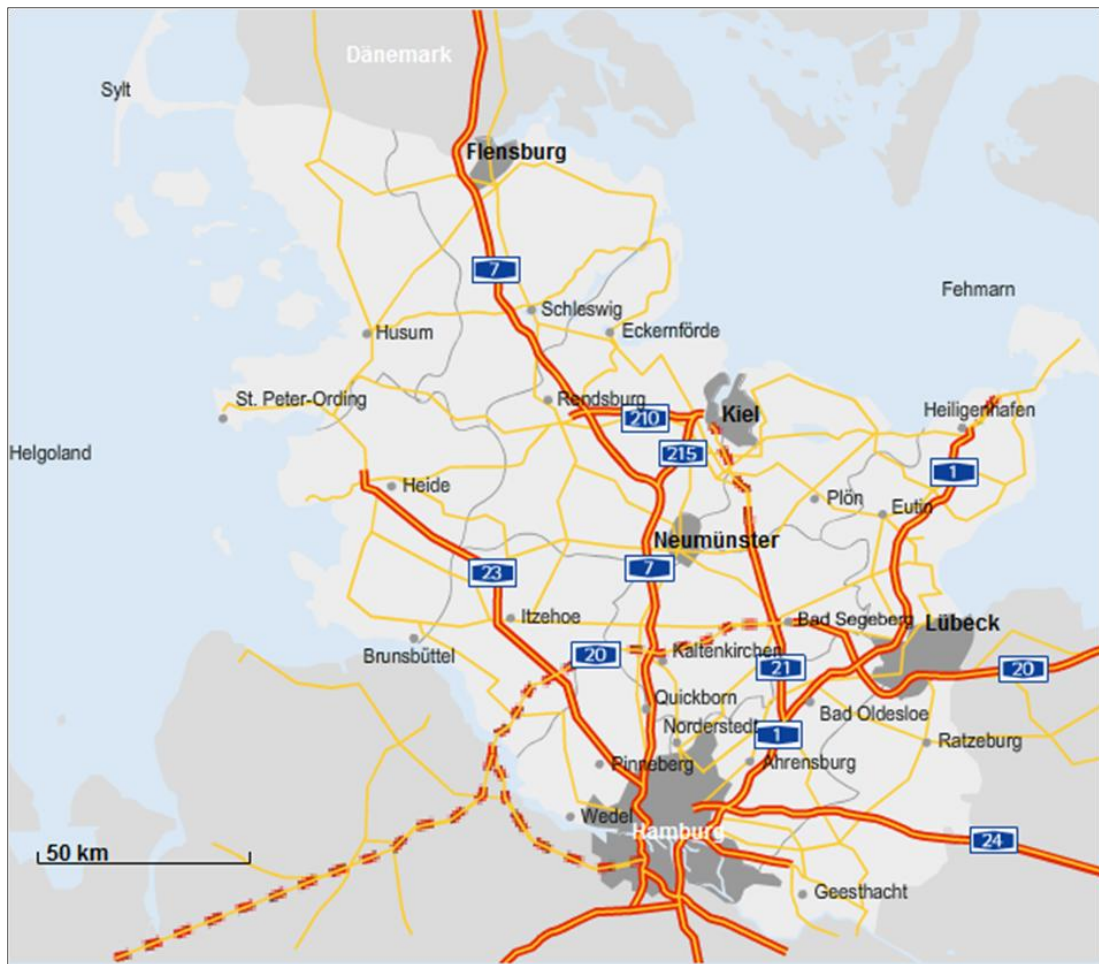 Dänemark
Sylt
Flensburg
7
Fehmarn
Schleswig
Husum
Eckernförde
St. Peter-Ording
Rendsburg
210
Kiel
Heiligenhafen
Helgoland
215
1
Heide
Plön
Eutin
Neumünster
23
7
Itzehoe
Bad Segeberg
Lübeck
Brunsbüttel
20
Kaltenkirchen
21
20
Quickborn
Bad Oldesloe
Norderstedt
1
Ratzeburg
Pinneberg
Ahrensburg
Wedel
Hamburg
24
50 km
Geesthacht